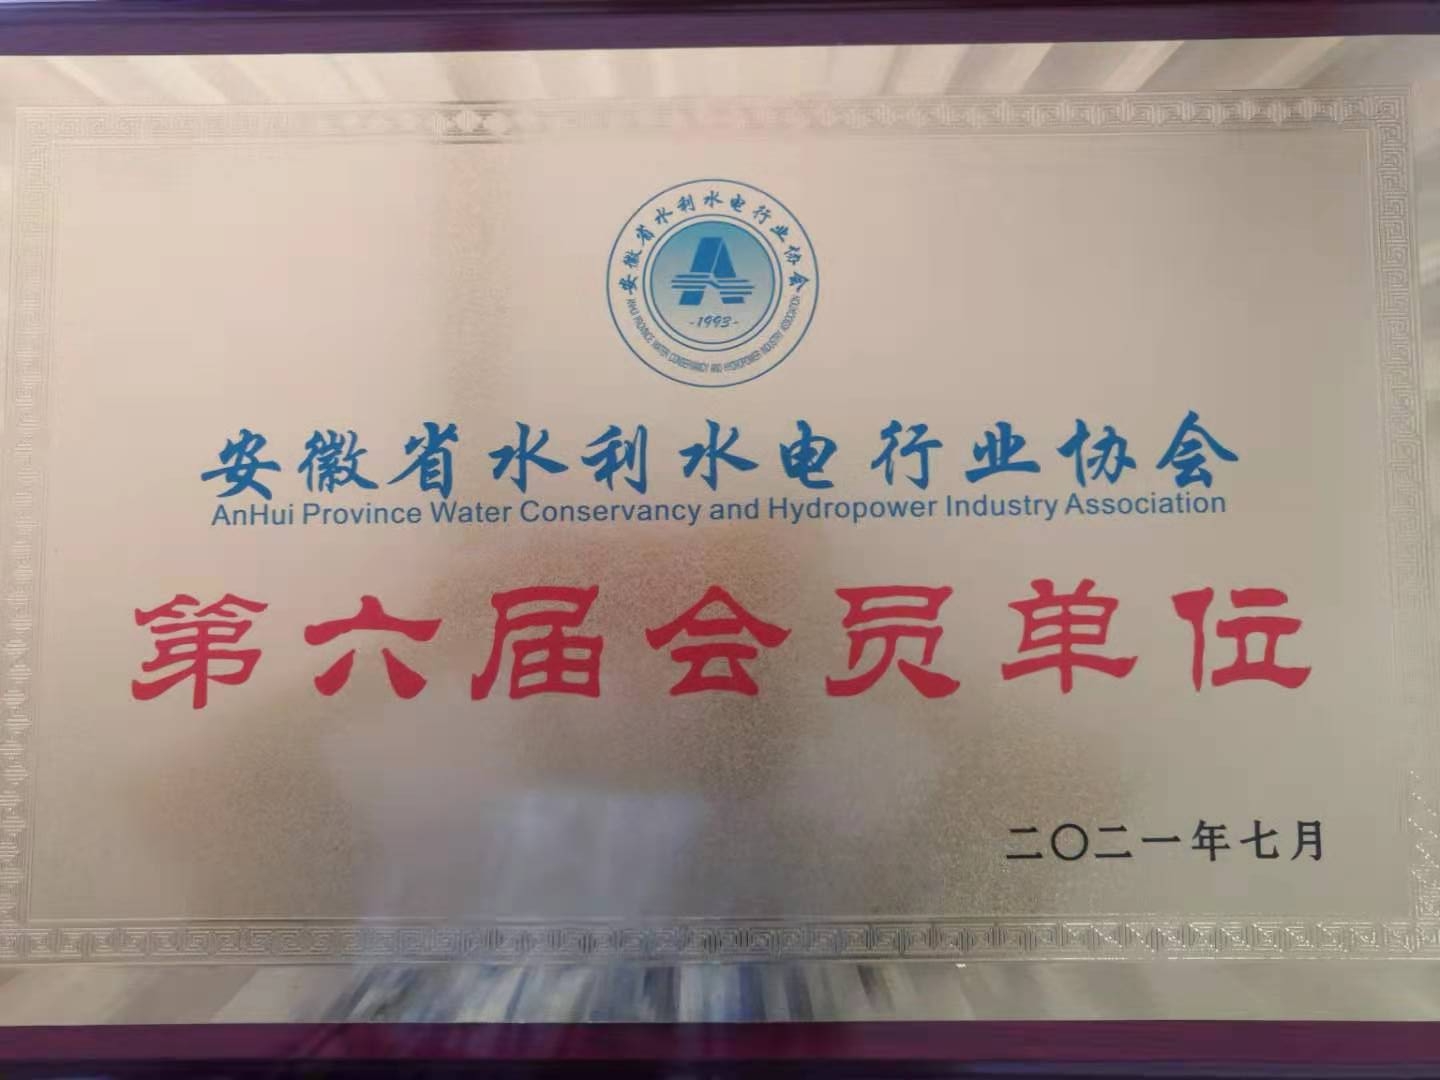 安徽省水利水电行业协会
-1993-
ANHUI PROVINCE WATER CONSERVANCY AND HYDROPOWER INDUSTRY ASSOCIATION
安徽省水利水电行业协会
AnHui Province Water Conservancy and Hydropower Industry Association
第六届会员单位
二〇二一年七月